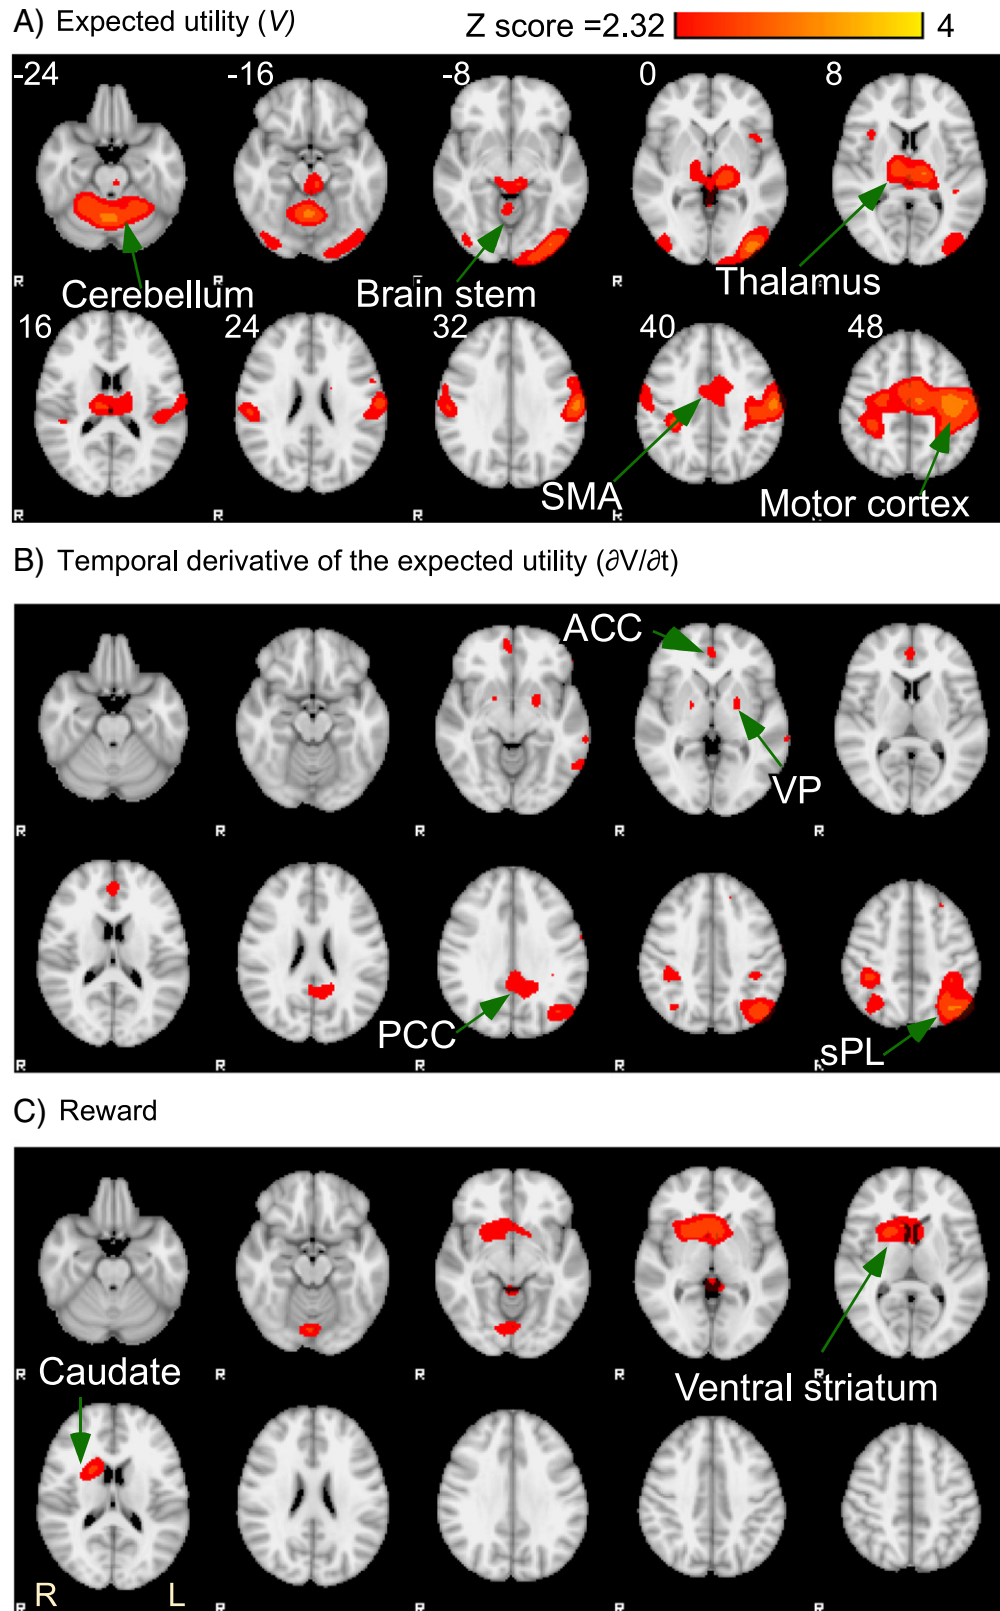 A) Expected utility (V)
Z score =2.32 4
-24 -16 -8 0 8
R R R R R
Cerebellum Brain stem Thalamus
16 24 32 40 48
SMA Motor cortex
R R R R R
B) Temporal derivative of the expected utility (∂V/∂t)
ACC
VP
R R R R R
PCC sPL
R R R R R
C) Reward
R R R R R
Caudate Ventral striatum
R L
R R R R R